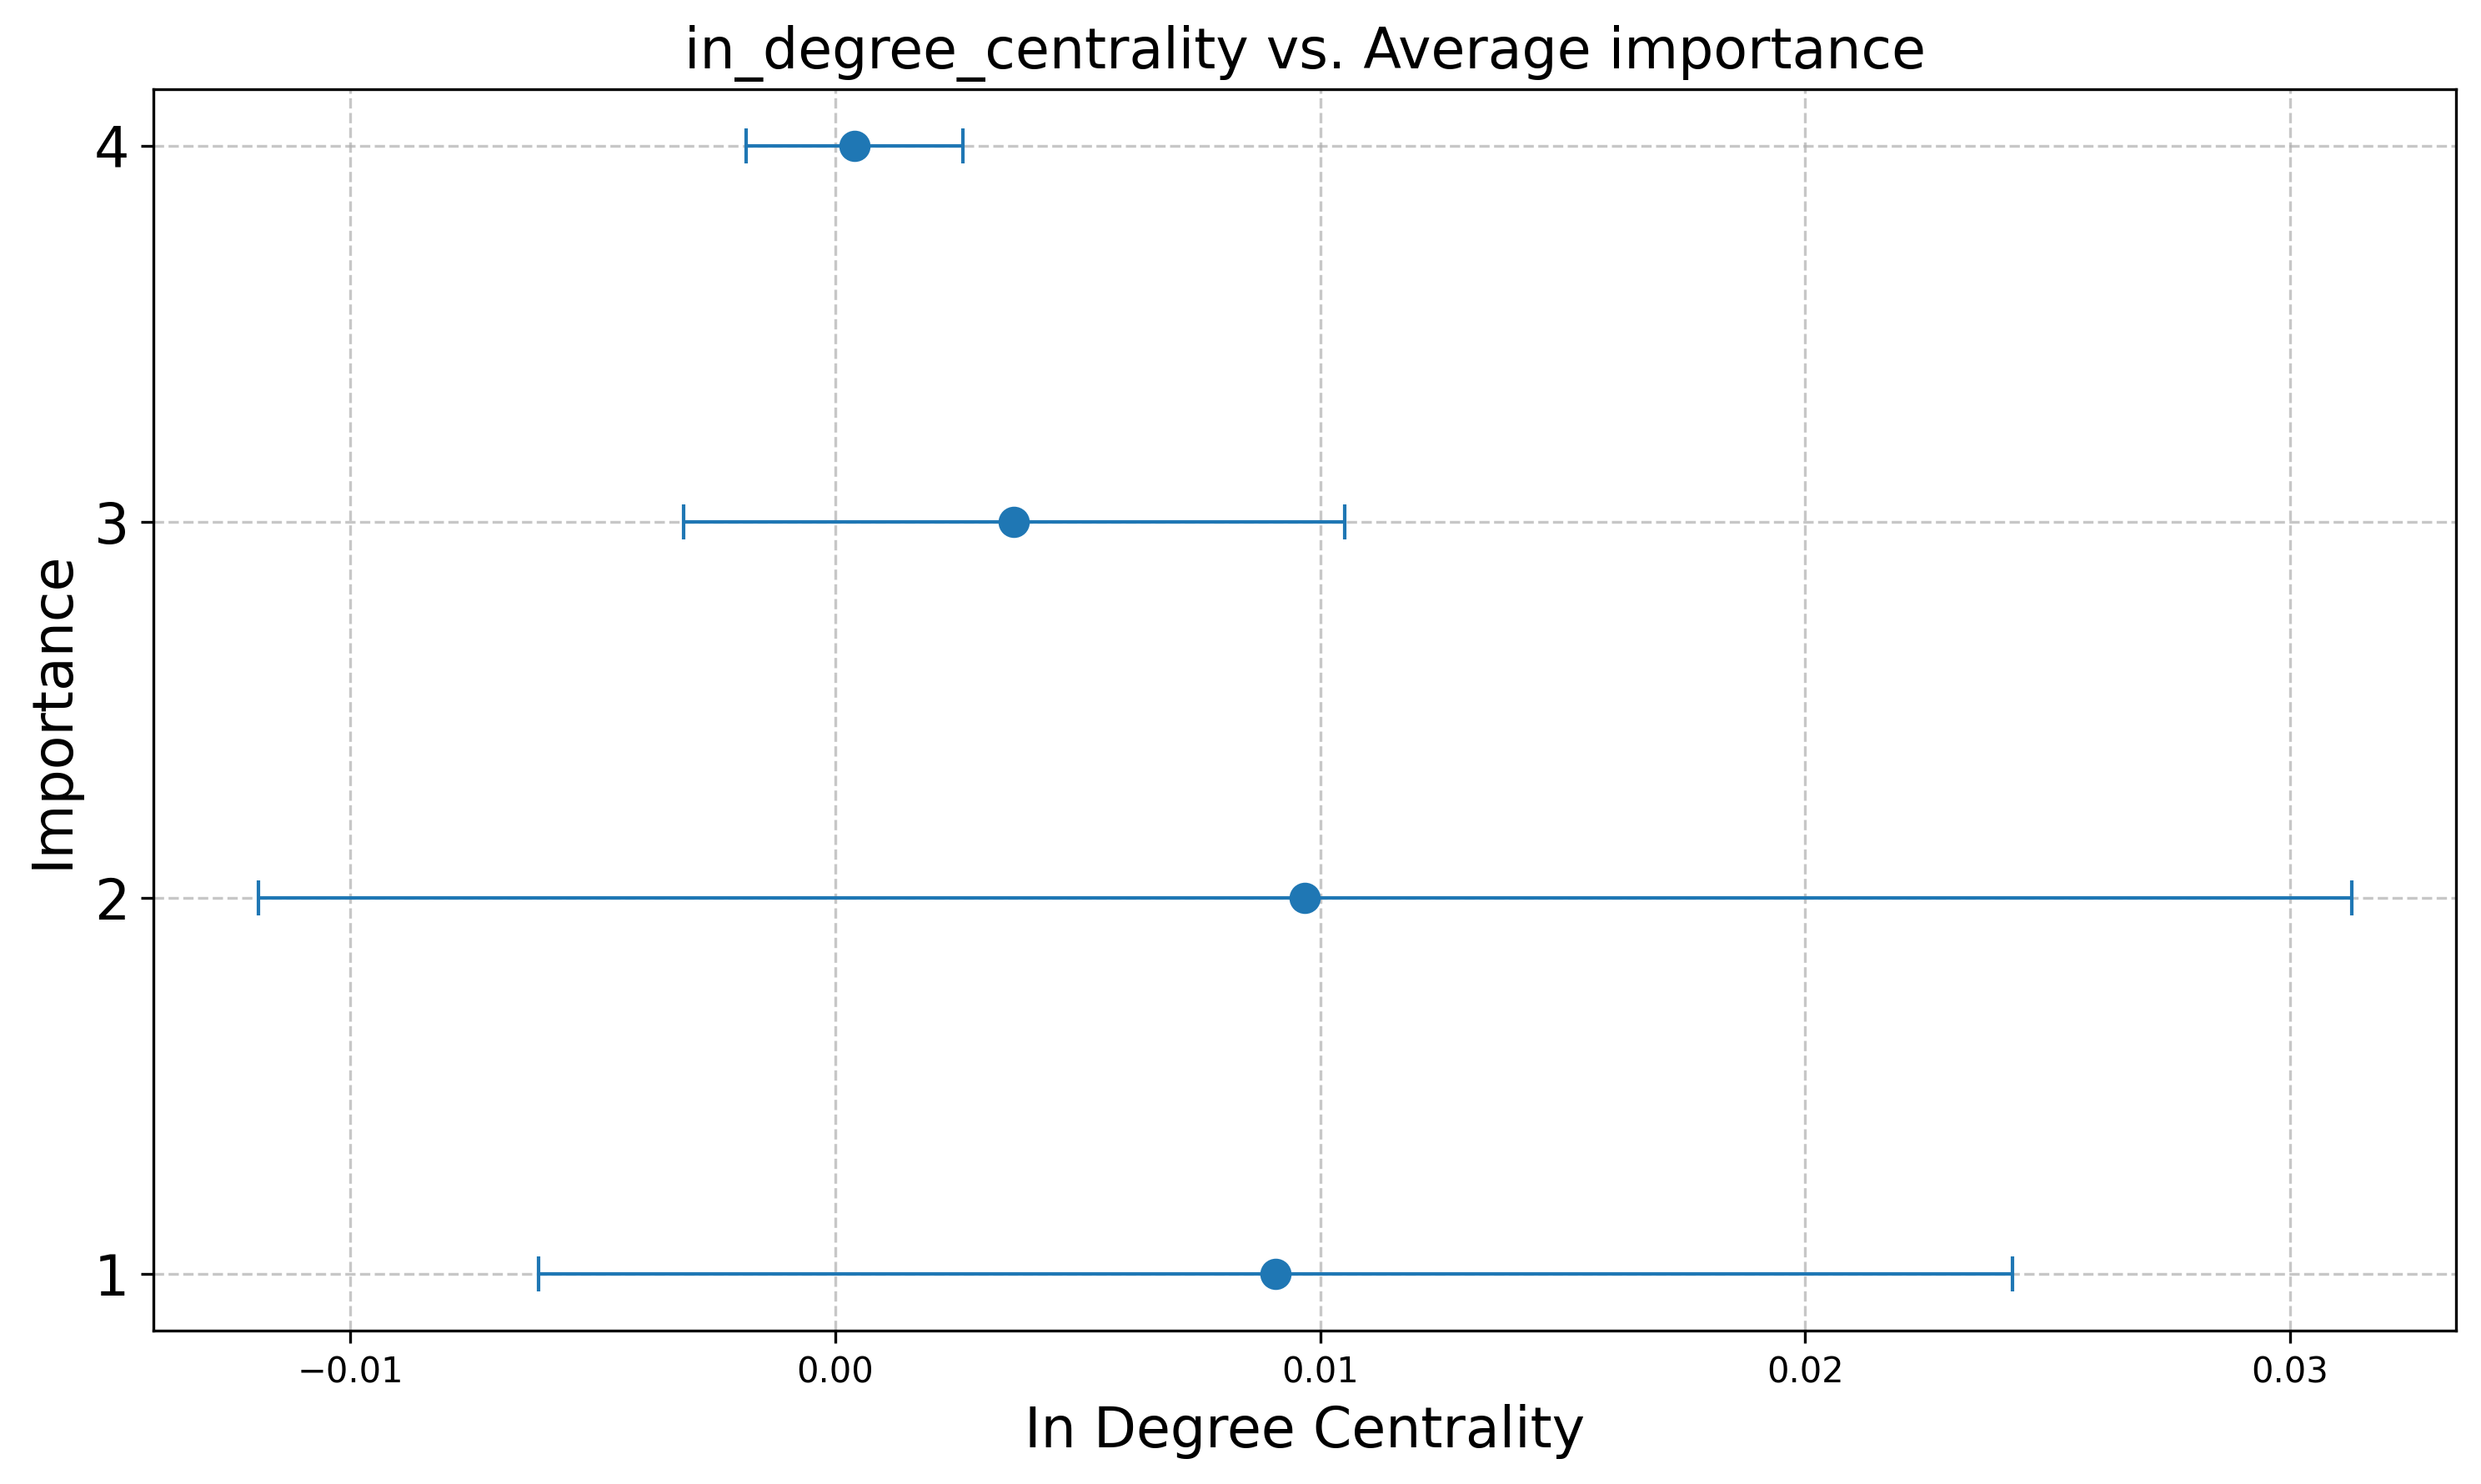 in_degree_centrality vs. Average importance
4
3
2
1
Importance
−0.01 0.00 0.01 0.02 0.03
In Degree Centrality